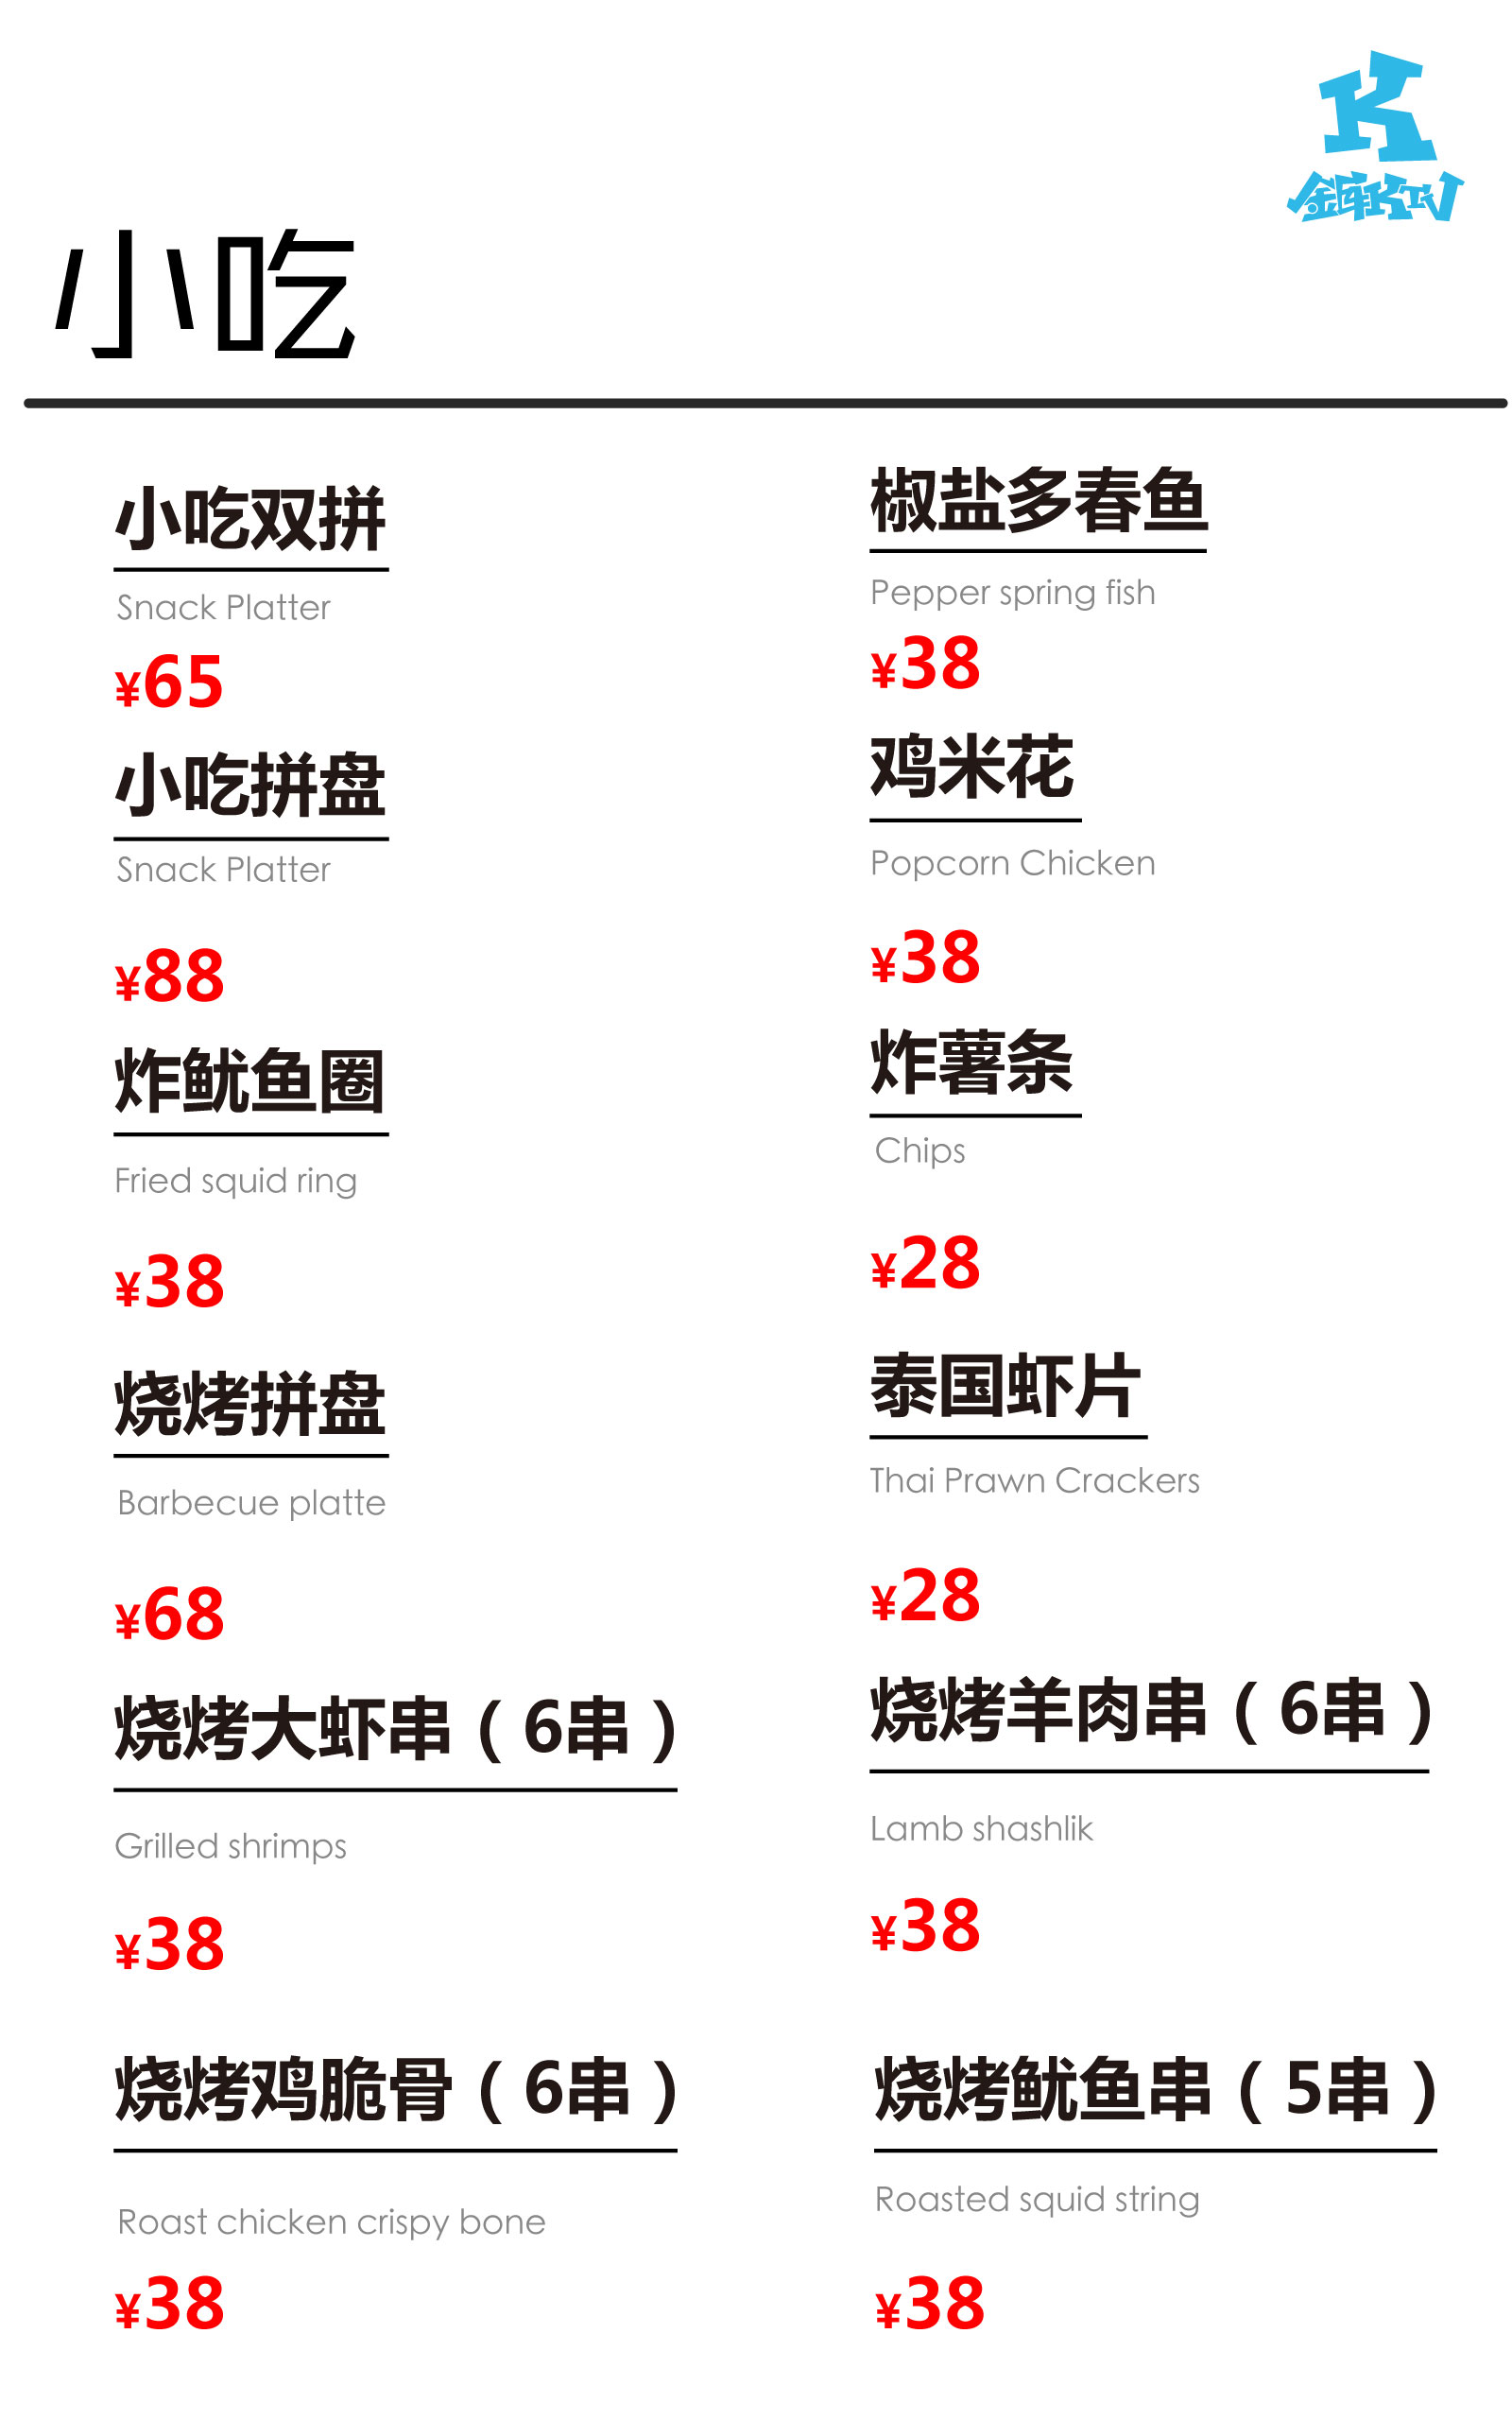 K
金库KTV
小吃
小吃双拼
Snack Platter
¥65
小吃拼盘
Snack Platter
¥88
炸鱿鱼圈
Fried squid ring
¥38
烧烤拼盘
Barbecue platte
¥68
烧烤大虾串（6串）
Grilled shrimps
¥38
烧烤鸡脆骨（6串）
Roast chicken crispy bone
¥38
椒盐多春鱼
Pepper spring fish
¥38
鸡米花
Popcorn Chicken
¥38
炸薯条
Chips
¥28
泰国虾片
Thai Prawn Crackers
¥28
烧烤羊肉串（6串）
Lamb shashlik
¥38
烧烤鱿鱼串（5串）
Roasted squid string
¥38